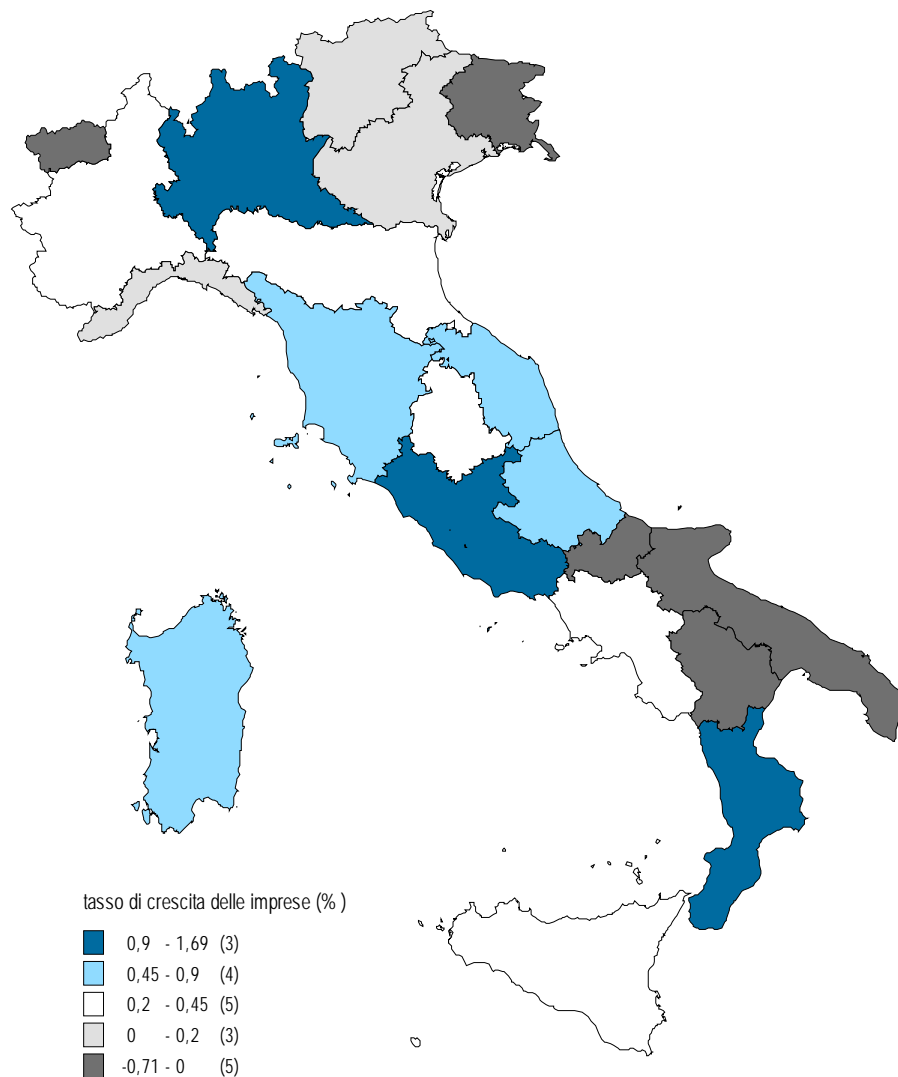 tasso di crescita delle imprese (% )
0,9 - 1,69 (3)
0,45 - 0,9 (4)
0,2 - 0,45 (5)
0 - 0,2 (3)
-0,71 - 0 (5)